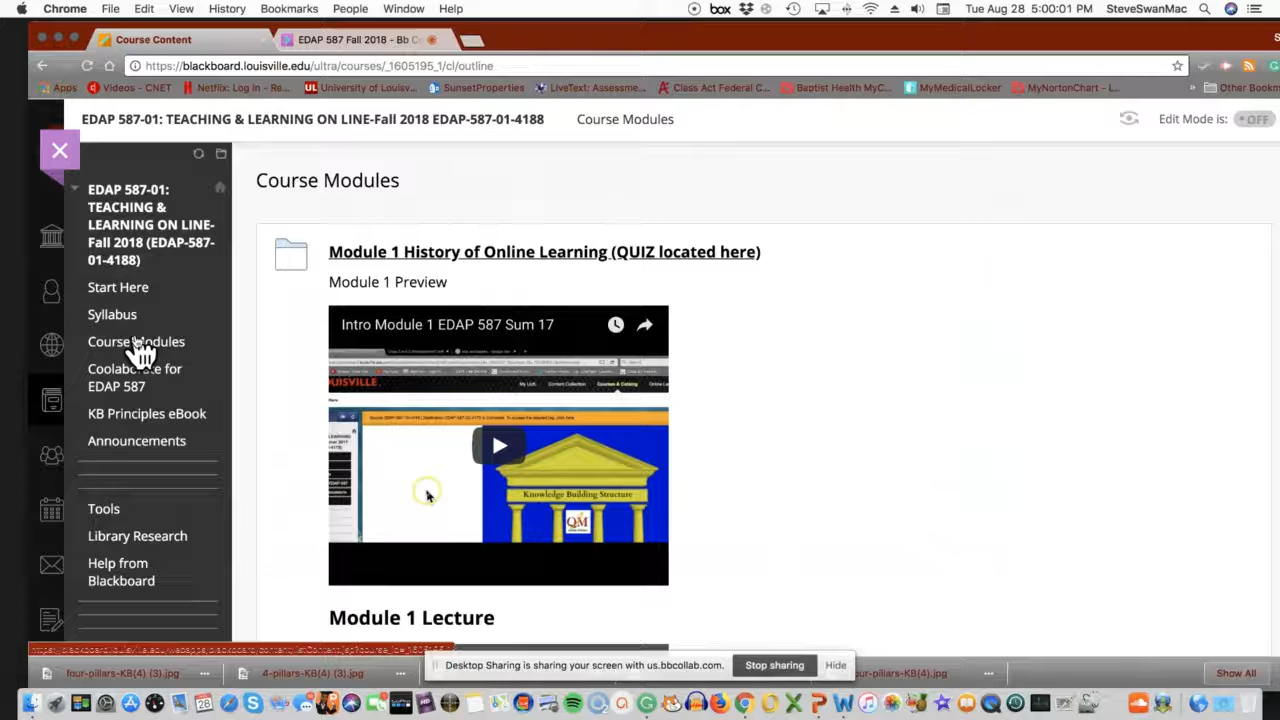 Chrome File Edit View History Bookmarks People Window Help box Tue Aug 28 5:00:01 PM SteveSwanMac
Course Content EDAP 587 Fall 2018 - Bb C
https://blackboard.louisville.edu/ultra/courses/_1605195_1/cl/outline
Apps Videos - CNET Netflix: Log In - Re... University of Louisv... SunsetProperties LiveText: Assessme... Class Act Federal C... Baptist Health MyC... MyMedicalLocker MyNortonChart - L... » Other Bookm
EDAP 587-01: TEACHING & LEARNING ON LINE-Fall 2018 EDAP-587-01-4188 Course Modules Edit Mode is: OFF
EDAP 587-01:
TEACHING &
LEARNING ON LINE-
Fall 2018 (EDAP-587-
01-4188)
Start Here
Syllabus
Course Modules
Coolaborate for
EDAP 587
KB Principles eBook
Announcements
Tools
Library Research
Help from
Blackboard
Course Modules
Module 1 History of Online Learning (QUIZ located here)
Module 1 Preview
Intro Module 1 EDAP 587 Sum 17
Knowledge Building Structure
QM
Module 1 Lecture
Desktop Sharing is sharing your screen with us.bbcollab.com. Stop sharing Hide
four-pillars-KB(4) (3).jpg 4-pillars-KB(4) (3).jpg KB(4).jpg Show All